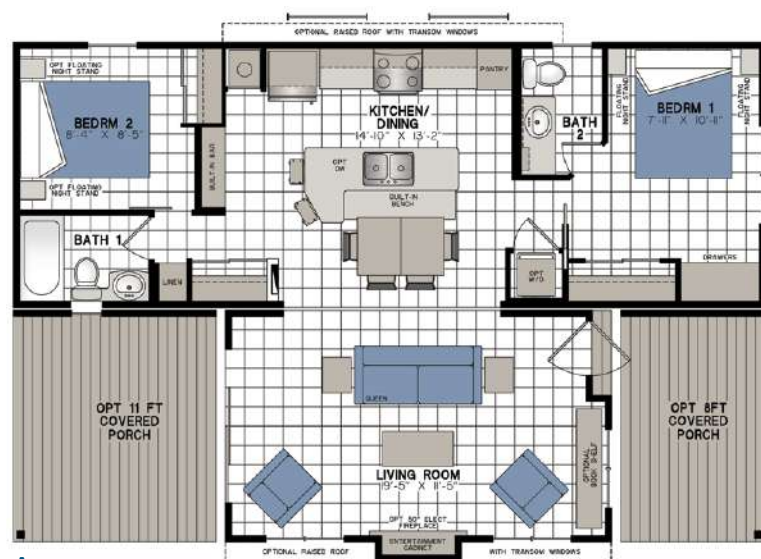 OPTIONAL RAISED ROOF WITH TRANSOM WINDOWS
OPT FLOATING
NIGHT STAND
BEDRM 2
8'-4" X 8'-5"
OPT FLOATING
NIGHT STAND
BUILT-IN BAR
KITCHEN/
DINING
14'-10" X 13'-2"
PANTRY
OPT
DW
BUILT-IN
BENCH
BATH
2
FLOATING
NIGHT STAND
BEDRM 1
7'-11" X 10'-11"
FLOATING
NIGHT STAND
BATH 1
LINEN
OPT
W/D
DRAWERS
OPT 11 FT
COVERED
PORCH
QUEEN
LIVING ROOM
19'-5" X 11'-5"
OPTIONAL
BOOK SHELF
OPT 8FT
COVERED
PORCH
OPT 50" ELECT
FIREPLACE
ENTERTAINMENT
CABINET
OPTIONAL RAISED ROOF
WITH TRANSOM WINDOWS